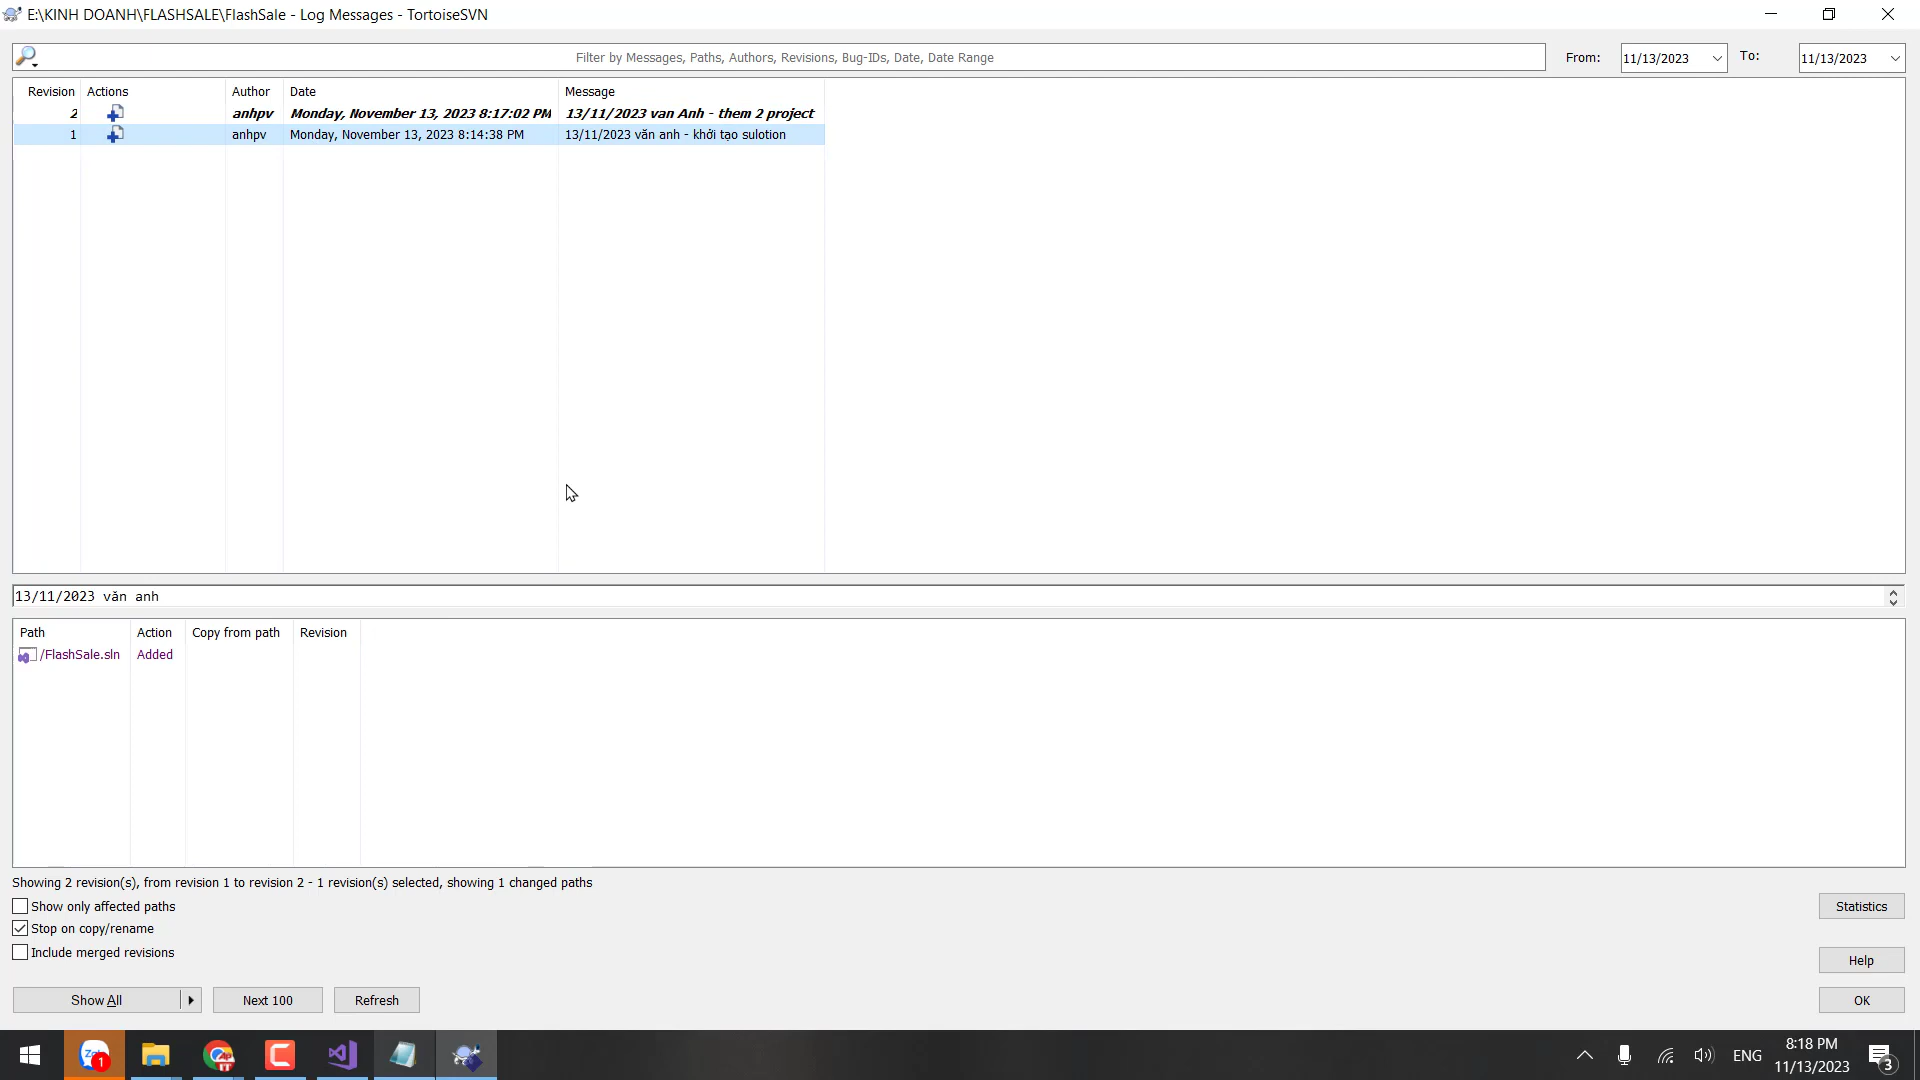 E:\KINH DOANH\FLASHSALE\FlashSale - Log Messages - TortoiseSVN
Filter by Messages, Paths, Authors, Revisions, Bug-IDs, Date, Date Range
From: 11/13/2023 To: 11/13/2023
Revision Actions Author Date Message
2 anhpv Monday, November 13, 2023 8:17:02 PM 13/11/2023 van Anh - them 2 project
1 anhpv Monday, November 13, 2023 8:14:38 PM 13/11/2023 văn anh - khởi tạo sulotion
13/11/2023 văn anh
Path Action Copy from path Revision
/FlashSale.sln Added
Showing 2 revision(s), from revision 1 to revision 2 - 1 revision(s) selected, showing 1 changed paths
Show only affected paths
Statistics
Stop on copy/rename
Include merged revisions
Help
Show All Next 100 Refresh OK
1
ENG
8:18 PM
11/13/2023
3